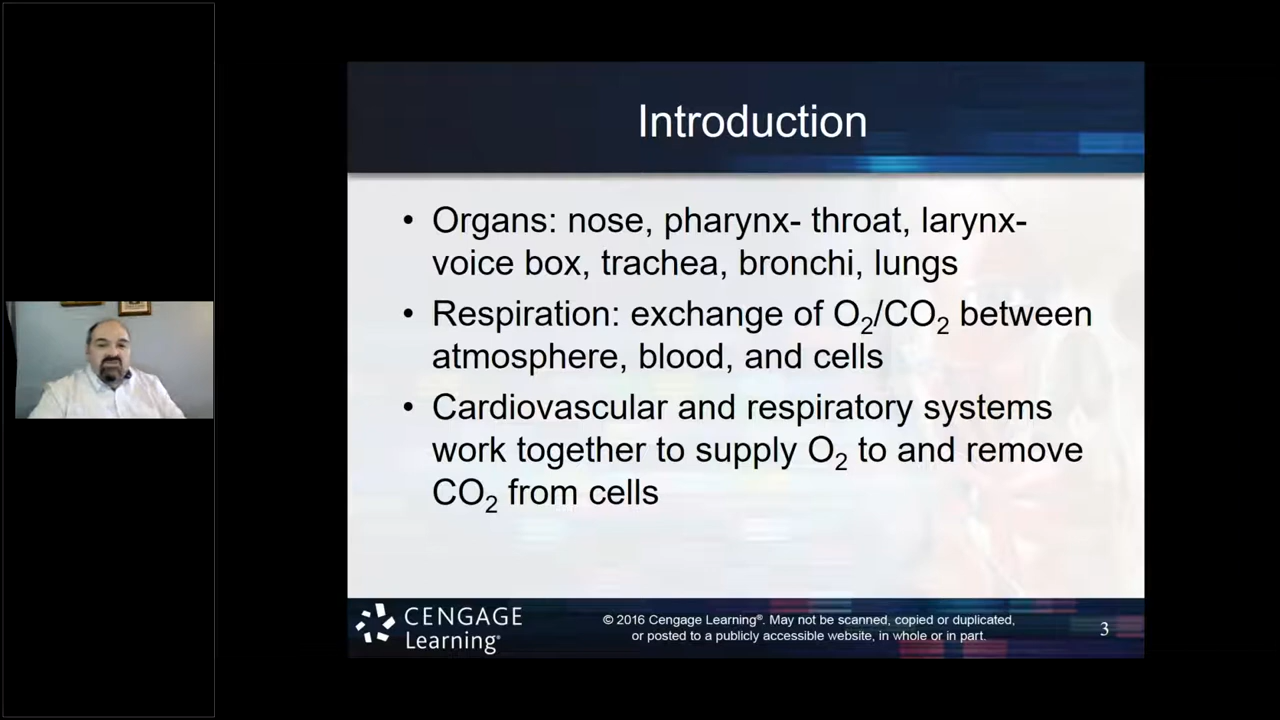 Introduction
• Organs: nose, pharynx- throat, larynx-
voice box, trachea, bronchi, lungs
• Respiration: exchange of O₂/CO₂ between
atmosphere, blood, and cells
• Cardiovascular and respiratory systems
work together to supply O₂ to and remove
CO₂ from cells
CENGAGE
Learning®
© 2016 Cengage Learning®. May not be scanned, copied or duplicated,
or posted to a publicly accessible website, in whole or in part.
3